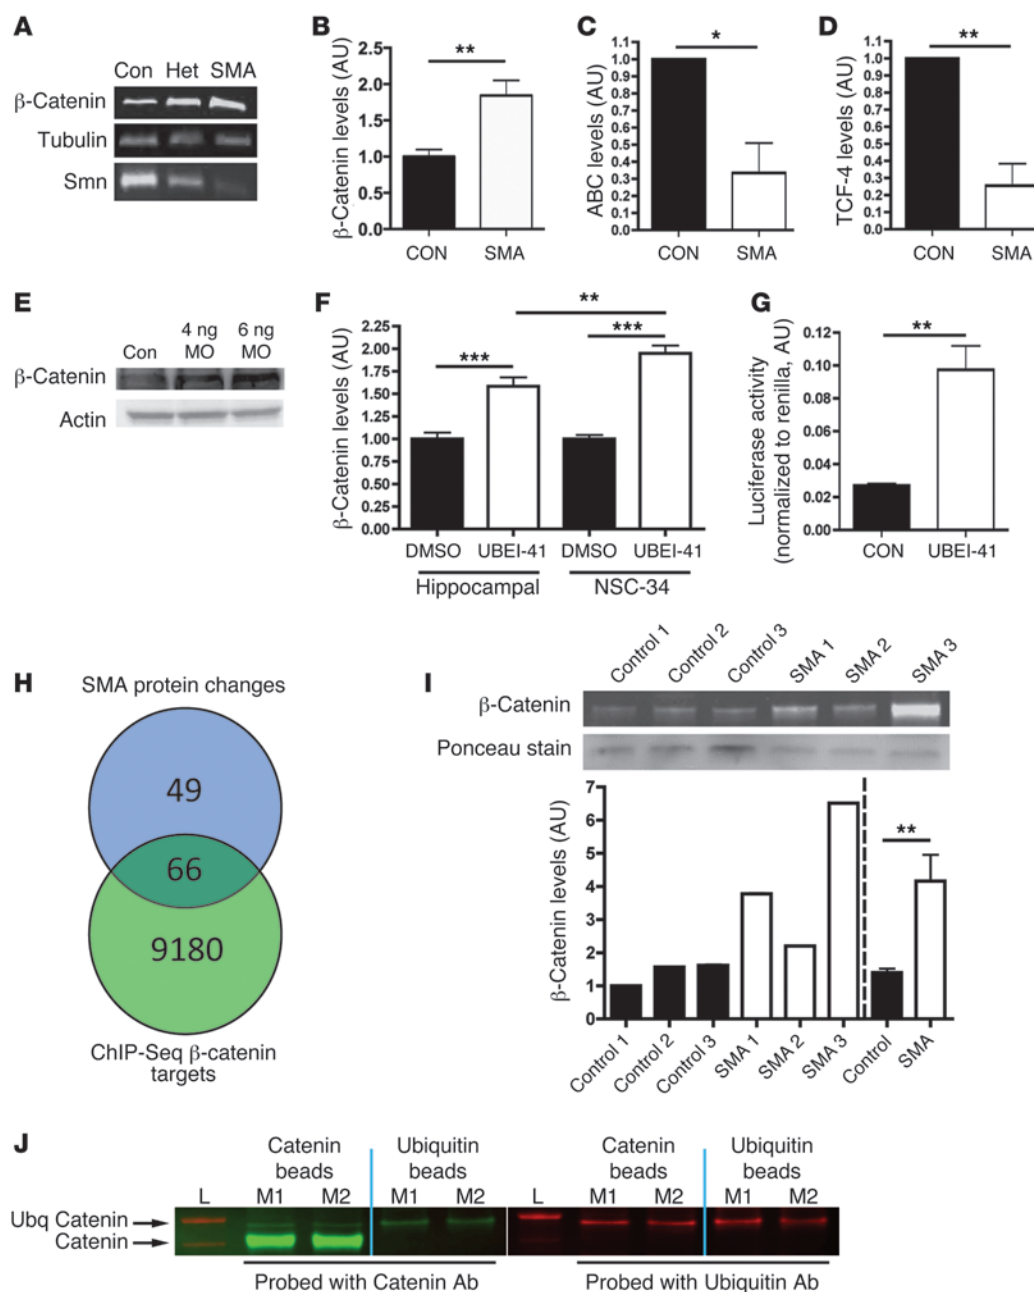 A
Con Het SMA
β-Catenin
Tubulin
Smn
B
β-Catenin levels (AU)
2.5
2.0
1.5
1.0
0.5
0.0
**
CON SMA
C
ABC levels (AU)
1.1
1.0
0.9
0.8
0.7
0.6
0.5
0.4
0.3
0.2
0.1
0.0
*
CON SMA
D
TCF-4 levels (AU)
1.1
1.0
0.9
0.8
0.7
0.6
0.5
0.4
0.3
0.2
0.1
0.0
**
CON SMA
E
Con 4 ng MO 6 ng MO
β-Catenin
Actin
F
β-Catenin levels (AU)
2.25
2.00
1.75
1.50
1.25
1.00
0.75
0.50
0.25
0.00
**
*** ***
DMSO UBEI-41 DMSO UBEI-41
Hippocampal NSC-34
G
Luciferase activity
(normalized to renilla, AU)
0.12
0.10
0.08
0.06
0.04
0.02
0.00
**
CON UBEI-41
H
SMA protein changes
49
66
9180
ChIP-Seq β-catenin
targets
I
Control 1 Control 2 Control 3 SMA 1 SMA 2 SMA 3
β-Catenin
Ponceau stain
β-Catenin levels (AU)
7
6
5
4
3
2
1
0
**
Control 1 Control 2 Control 3 SMA 1 SMA 2 SMA 3 Control SMA
J
Catenin beads Ubiquitin beads Catenin beads Ubiquitin beads
L M1 M2 M1 M2 L M1 M2 M1 M2
Ubq Catenin
Catenin
Probed with Catenin Ab Probed with Ubiquitin Ab